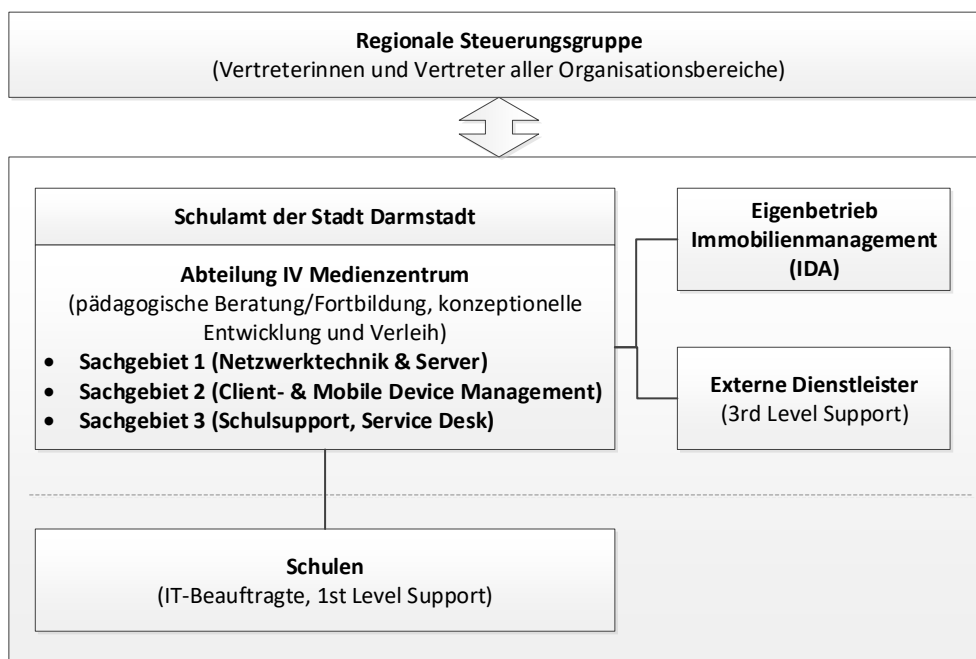 Regionale Steuerungsgruppe
(Vertreterinnen und Vertreter aller Organisationsbereiche)
Schulamt der Stadt Darmstadt
Abteilung IV Medienzentrum
(pädagogische Beratung/Fortbildung, konzeptionelle
Entwicklung und Verleih)
• Sachgebiet 1 (Netzwerktechnik & Server)
• Sachgebiet 2 (Client- & Mobile Device Management)
• Sachgebiet 3 (Schulsupport, Service Desk)
Eigenbetrieb
Immobilienmanagement
(IDA)
Externe Dienstleister
(3rd Level Support)
Schulen
(IT-Beauftragte, 1st Level Support)